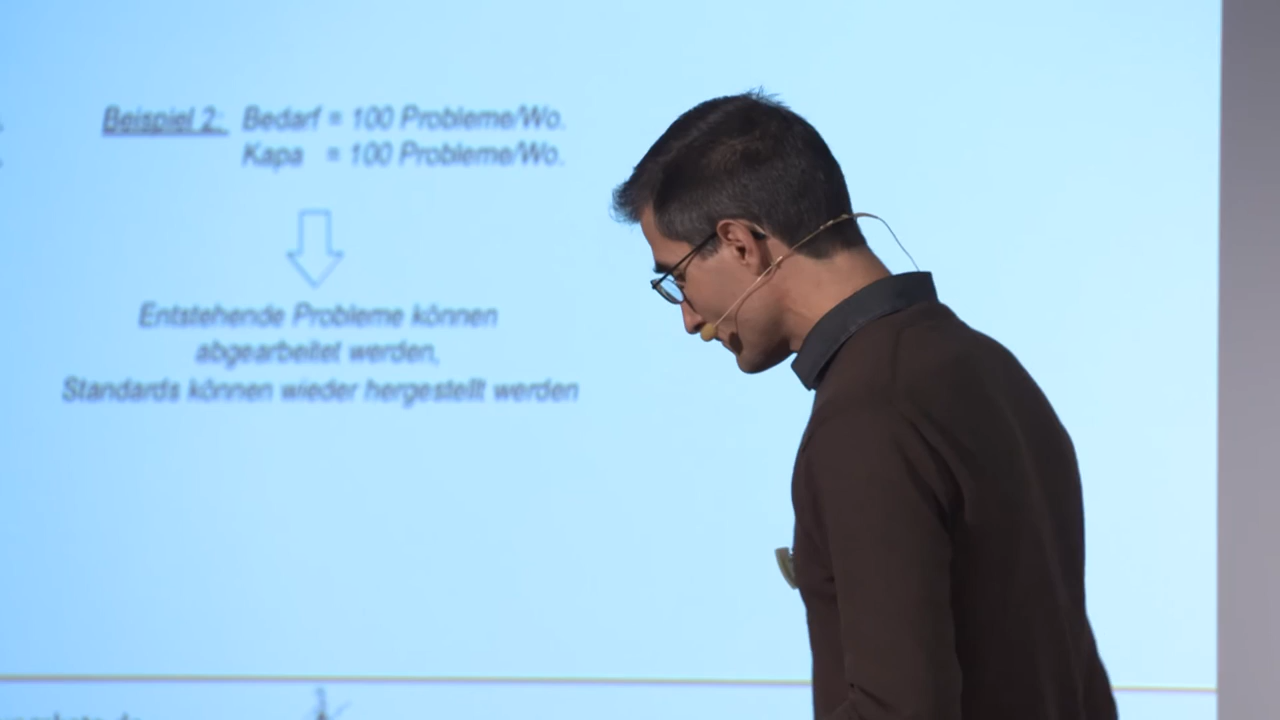 Beispiel 2: Bedarf = 100 Probleme/Wo.
Kapa = 100 Probleme/Wo.
Entstehende Probleme können
abgearbeitet werden,
Standards können wieder hergestellt werden